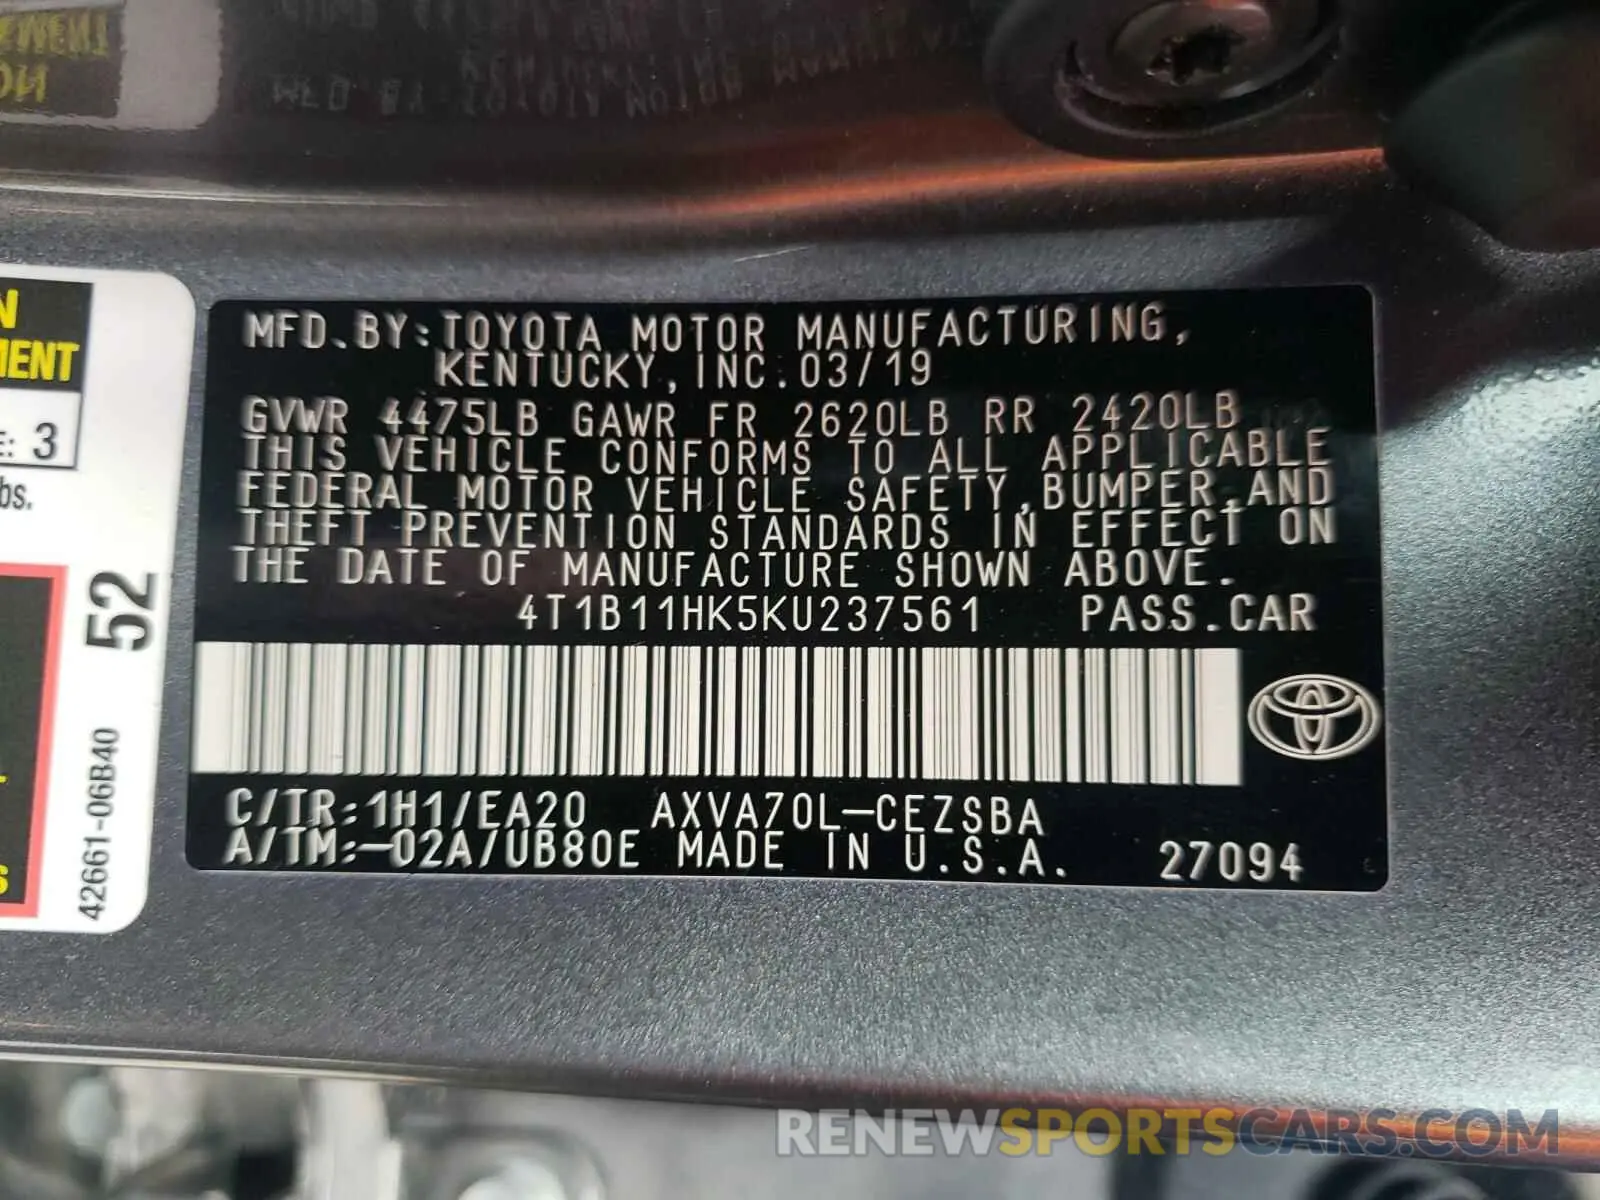 MFD.BY:TOYOTA MOTOR MANUFACTURING,
KENTUCKY,INC.03/19
GVWR 4475LB GAWR FR 2620LB RR 2420LB
THIS VEHICLE CONFORMS TO ALL APPLICABLE
FEDERAL MOTOR VEHICLE SAFETY,BUMPER,AND
THEFT PREVENTION STANDARDS IN EFFECT ON
THE DATE OF MANUFACTURE SHOWN ABOVE.
4T1B11HK5KU237561 PASS.CAR
C/TR:1H1/EA20 AXVA70L-CEZSBA
A/TM:-02A/UB80E MADE IN U.S.A. 27094
3
52
42661-06B40
RENEWSPORTSCARS.COM